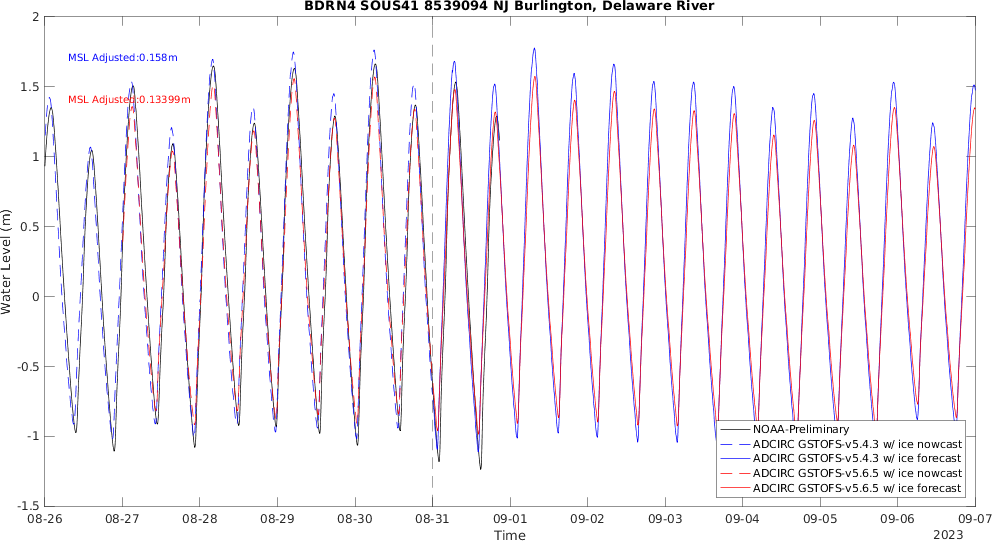 BDRN4 SOUS41 8539094 NJ Burlington, Delaware River
2
1.5
1
0.5
0
-0.5
-1
-1.5
Water Level (m)
MSL Adjusted:0.158m
MSL Adjusted:0.13399m
NOAA-Preliminary
ADCIRC GSTOFS-v5.4.3 w/ ice nowcast
ADCIRC GSTOFS-v5.4.3 w/ ice forecast
ADCIRC GSTOFS-v5.6.5 w/ ice nowcast
ADCIRC GSTOFS-v5.6.5 w/ ice forecast
08-26 08-27 08-28 08-29 08-30 08-31 09-01 09-02 09-03 09-04 09-05 09-06 09-07
Time
2023